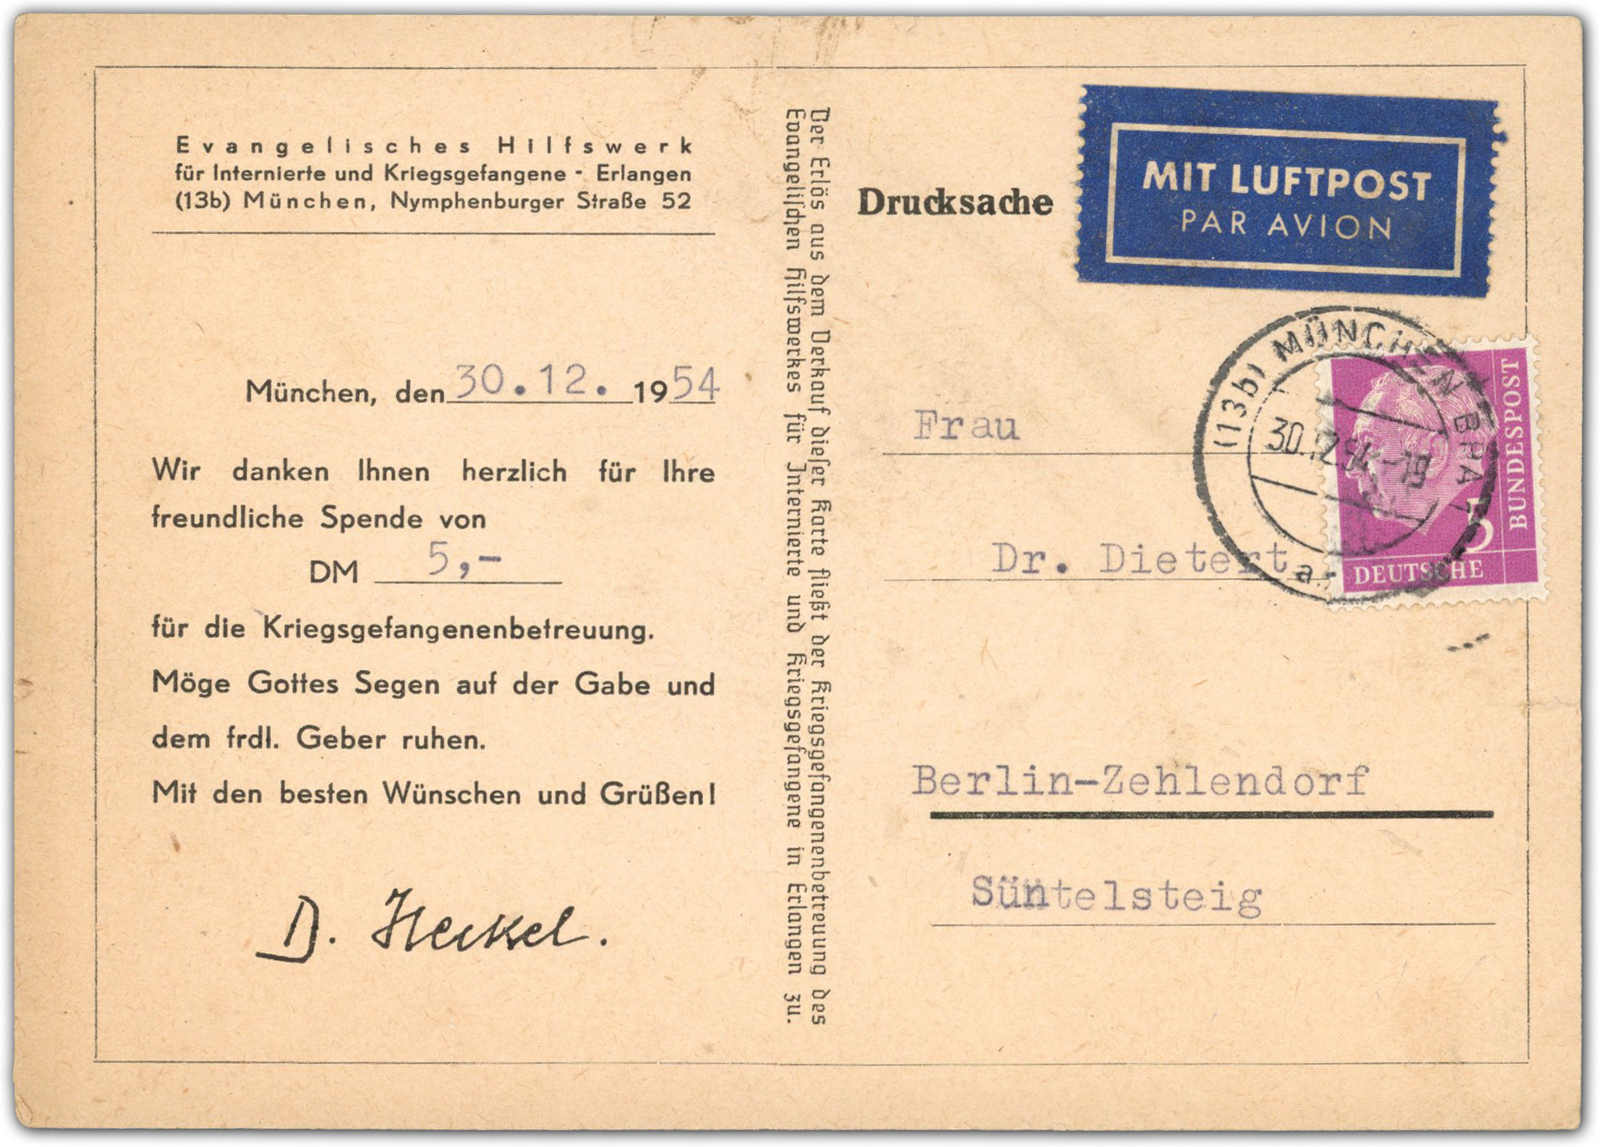 Evangelisches Hilfswerk
für Internierte und Kriegsgefangene - Erlangen
(13b) München, Nymphenburger Straße 52
München, den 30.12. 1954
Wir danken Ihnen herzlich für Ihre
freundliche Spende von
DM 5,-
für die Kriegsgefangenenbetreuung.
Möge Gottes Segen auf der Gabe und
dem frdl. Geber ruhen.
Mit den besten Wünschen und Grüßen!
D. Heckel.
Der Erlös aus dem Verkauf dieser Karte fließt der Kriegsgefangenenbetreuung des
Evangelischen Hilfswerkes für Internierte und Kriegsgefangene in Erlangen zu.
Drucksache
MIT LUFTPOST
PAR AVION
(13b) MÜNCHEN BPA
30.12.54-19
a
5
DEUTSCHE
BUNDESPOST
Frau
Dr. Dietert
Berlin-Zehlendorf
Süntelsteig